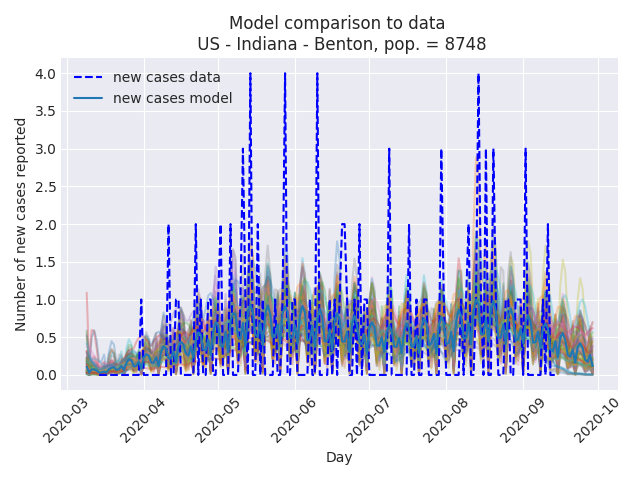 Model comparison to data
US - Indiana - Benton, pop. = 8748
new cases data
new cases model
Number of new cases reported
4.0
3.5
3.0
2.5
2.0
1.5
1.0
0.5
0.0
2020-03
2020-04
2020-05
2020-06
2020-07
2020-08
2020-09
2020-10
Day